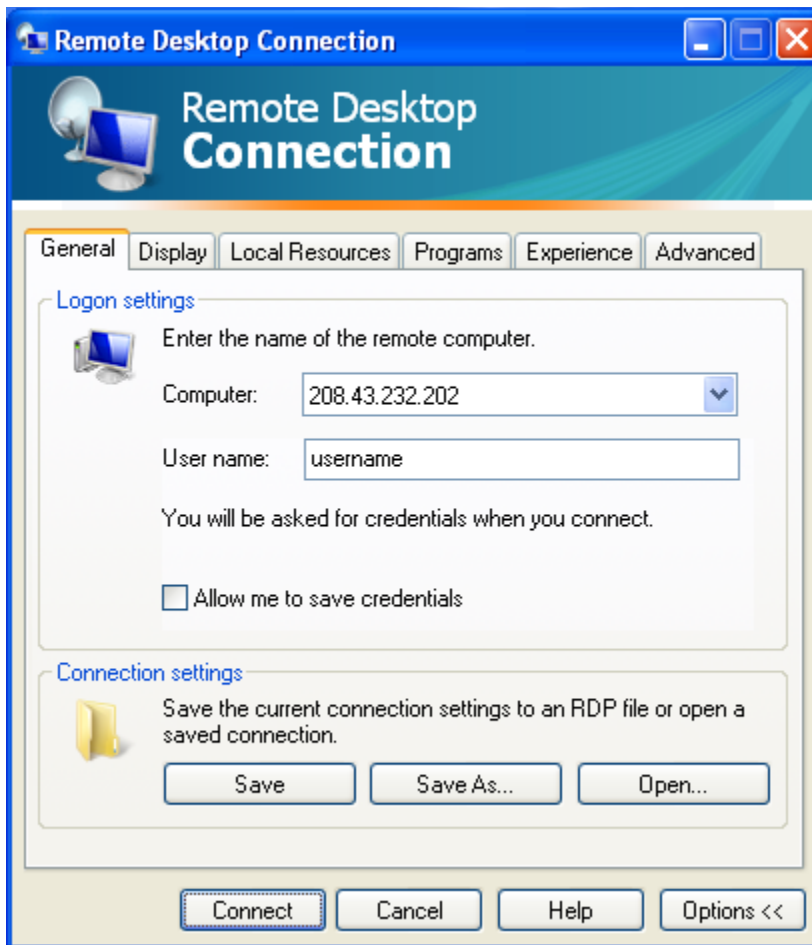 Remote Desktop Connection
Remote Desktop
Connection
General Display Local Resources Programs Experience Advanced
Logon settings
Enter the name of the remote computer.
Computer: 208.43.232.202
User name: username
You will be asked for credentials when you connect.
Allow me to save credentials
Connection settings
Save the current connection settings to an RDP file or open a
saved connection.
Save Save As... Open...
Connect Cancel Help Options <<